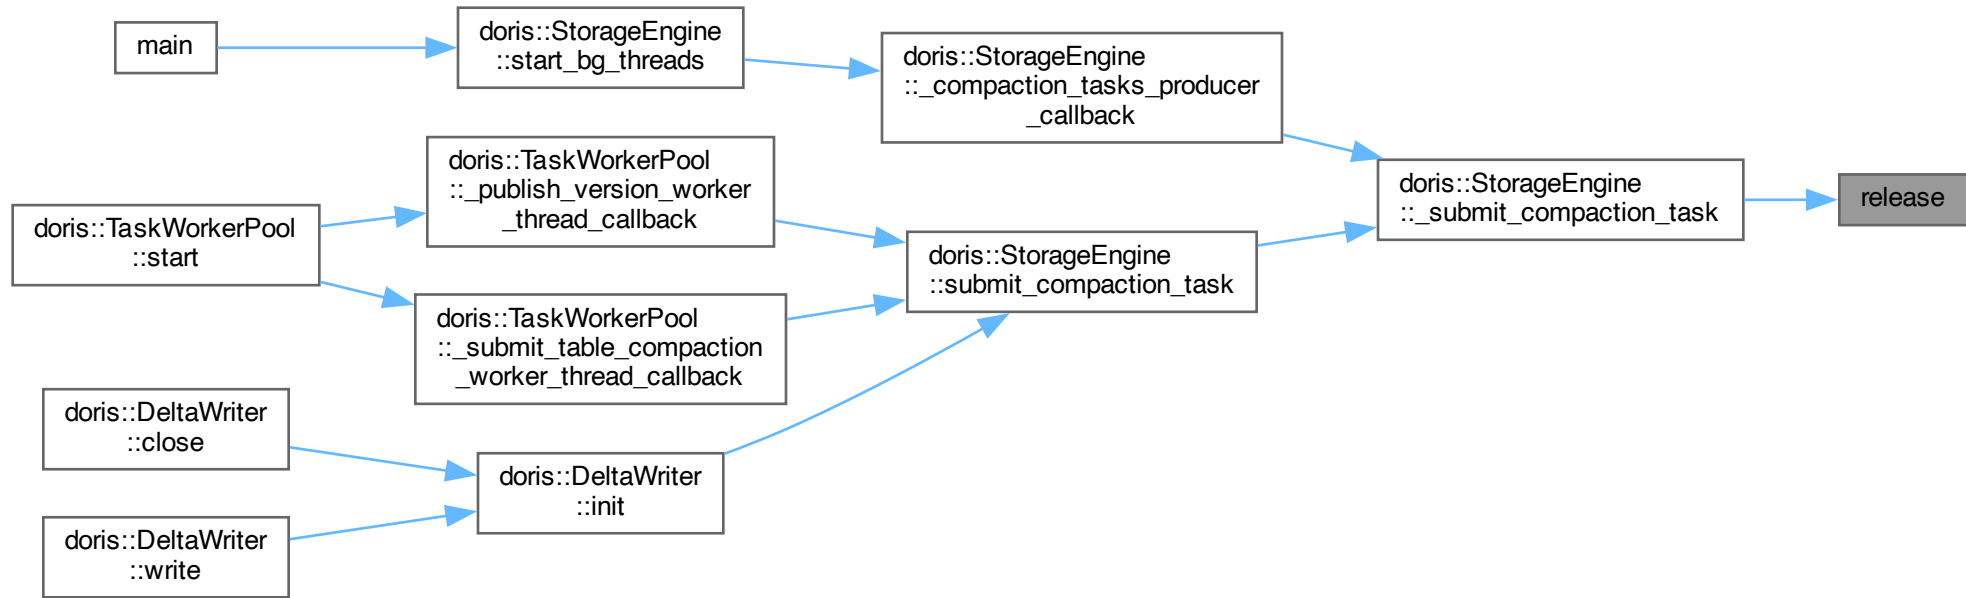 main
doris::StorageEngine
::start_bg_threads
doris::StorageEngine
::_compaction_tasks_producer
_callback
doris::TaskWorkerPool
::_publish_version_worker
_thread_callback
doris::StorageEngine
::_submit_compaction_task
release
doris::TaskWorkerPool
::start
doris::StorageEngine
::submit_compaction_task
doris::TaskWorkerPool
::_submit_table_compaction
_worker_thread_callback
doris::DeltaWriter
::close
doris::DeltaWriter
::init
doris::DeltaWriter
::write